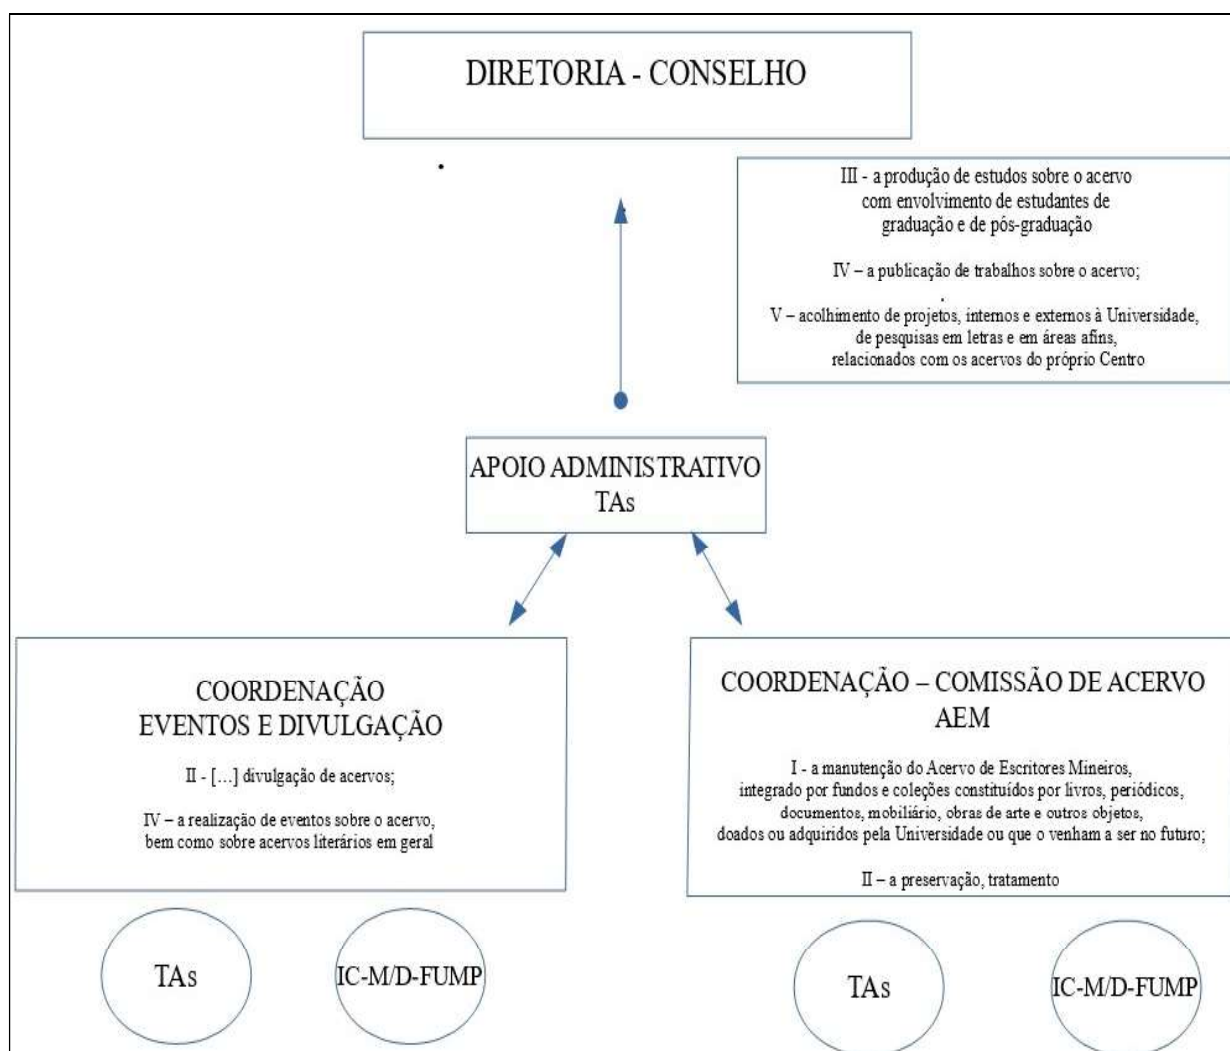 DIRETORIA - CONSELHO
III - a produção de estudos sobre o acervo
com envolvimento de estudantes de
graduação e de pós-graduação
IV – a publicação de trabalhos sobre o acervo;
V – acolhimento de projetos, internos e externos à Universidade,
de pesquisas em letras e em áreas afins,
relacionados com os acervos do próprio Centro
APOIO ADMINISTRATIVO
TAs
COORDENAÇÃO
EVENTOS E DIVULGAÇÃO
II - [...] divulgação de acervos;
IV – a realização de eventos sobre o acervo,
bem como sobre acervos literários em geral
COORDENAÇÃO – COMISSÃO DE ACERVO
AEM
I - a manutenção do Acervo de Escritores Mineiros,
integrado por fundos e coleções constituídos por livros, periódicos,
documentos, mobiliário, obras de arte e outros objetos,
doados ou adquiridos pela Universidade ou que o venham a ser no futuro;
II – a preservação, tratamento
TAs
IC-M/D-FUMP
TAs
IC-M/D-FUMP